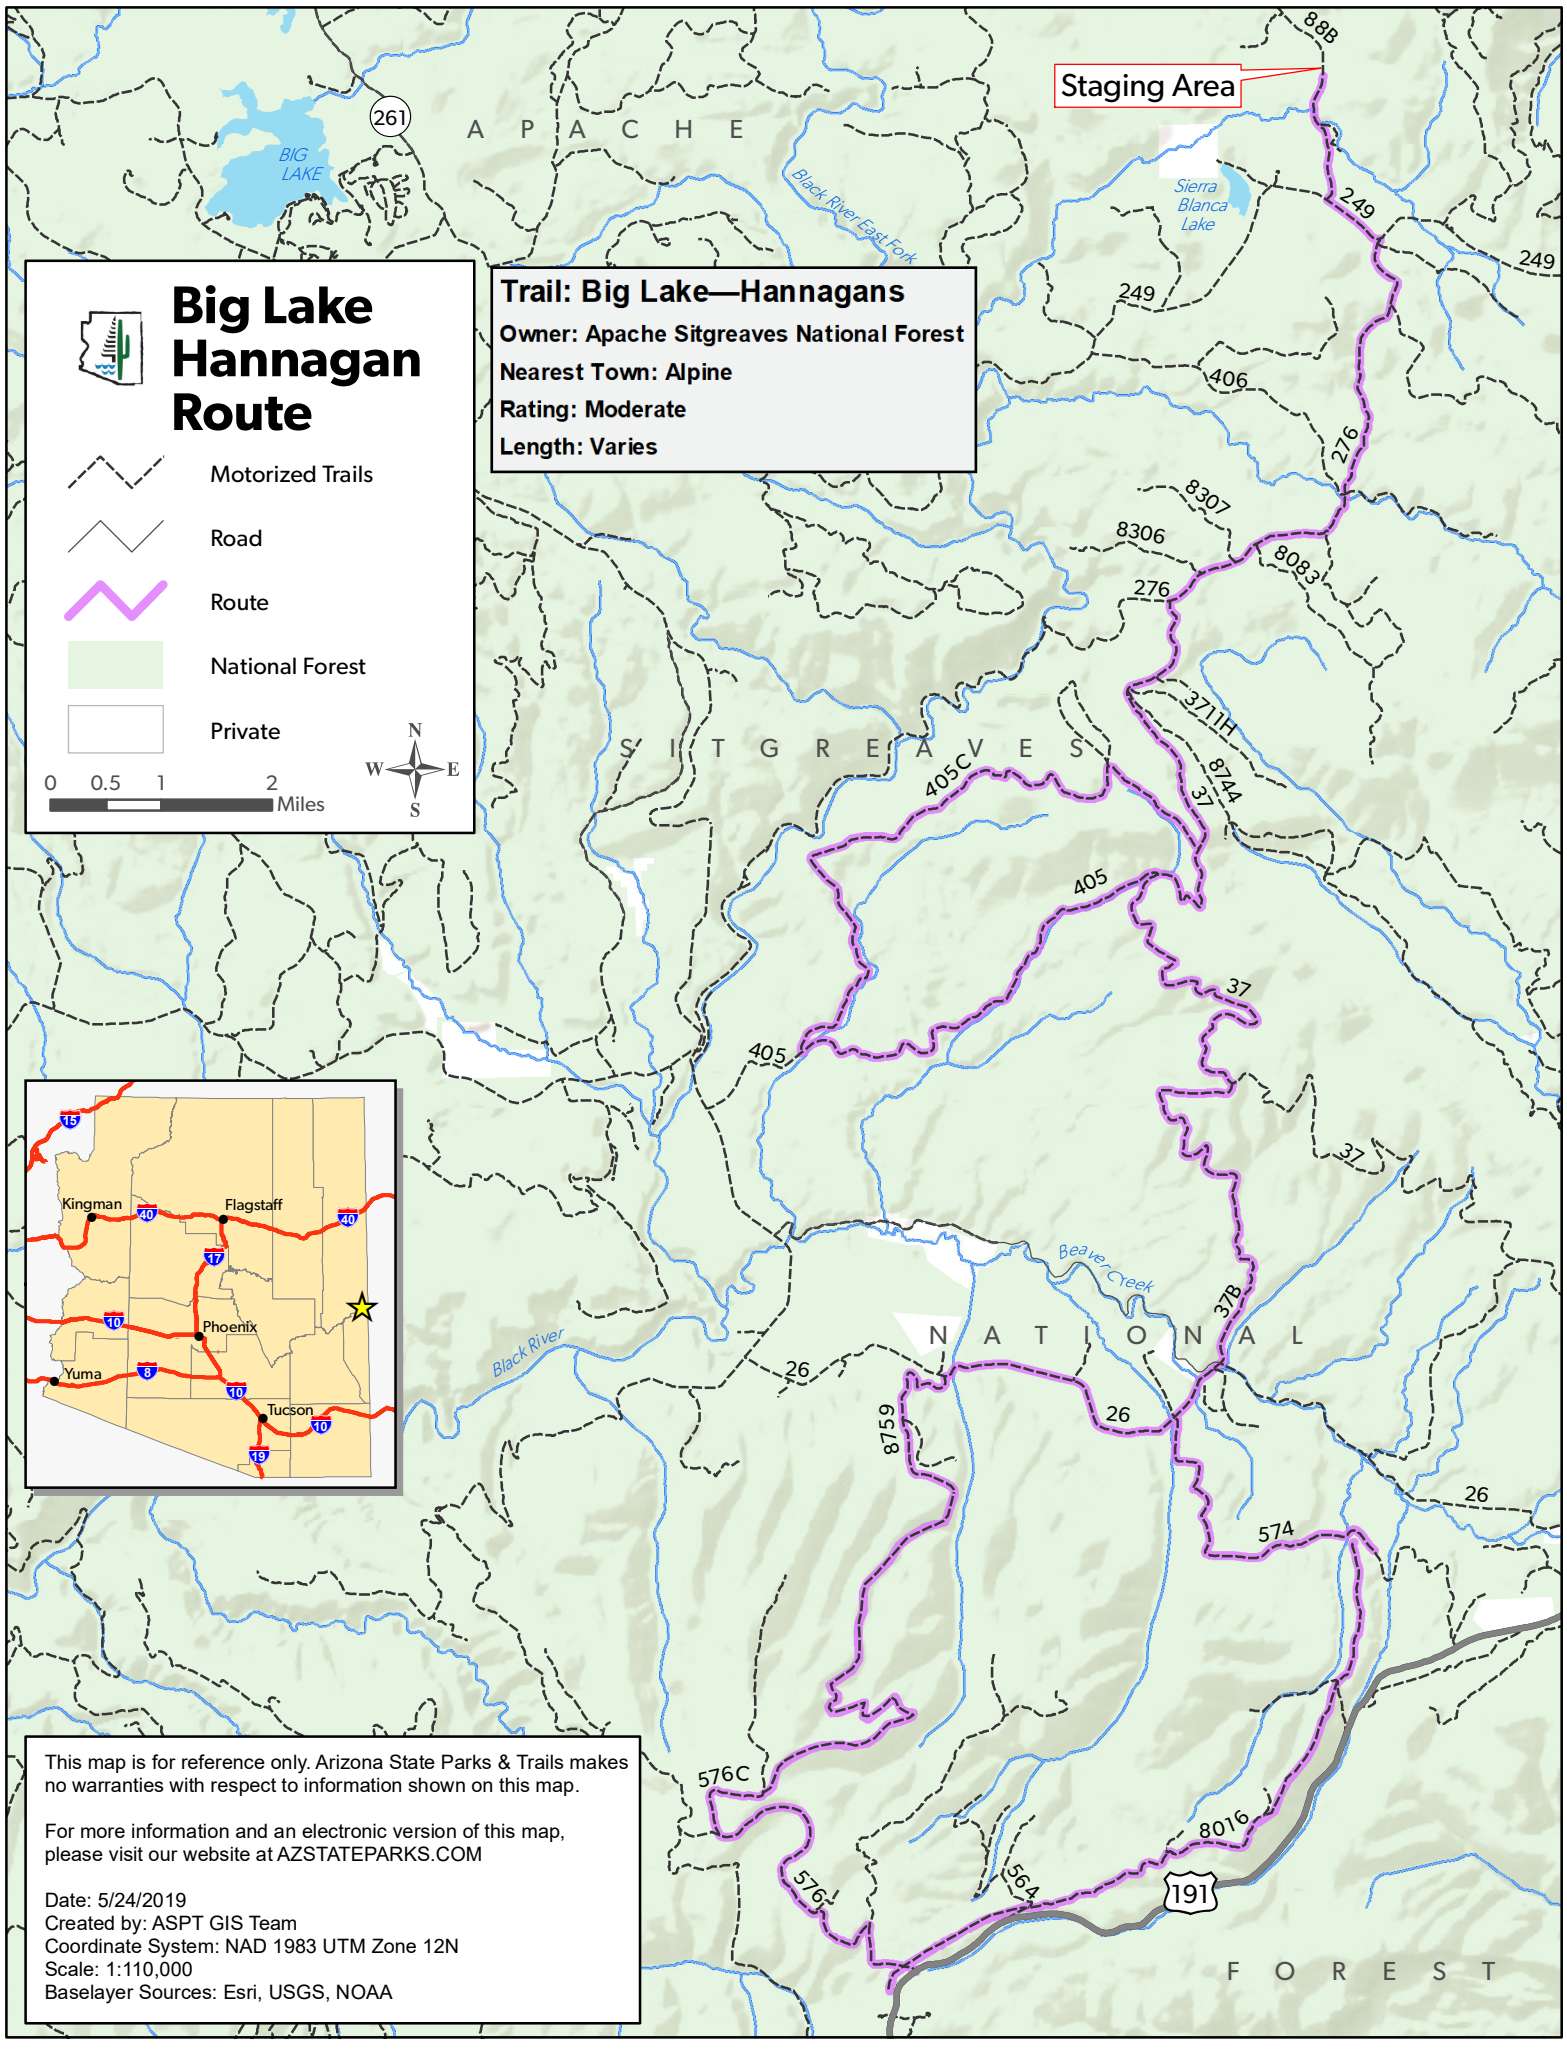 88B
Staging Area
261
A P A C H E
BIG
LAKE
Black River East Fork
Sierra
Blanca
Lake
249
249
249
Big Lake
Hannagan
Route
Motorized Trails
Road
Route
National Forest
Private
N
W E
S
0 0.5 1 2
Miles
Trail: Big Lake—Hannagans
Owner: Apache Sitgreaves National Forest
Nearest Town: Alpine
Rating: Moderate
Length: Varies
406
276
8307
8306
8083
276
3711H
S I T G R E A V E S
405C
8744
37
405
37
405
37
Beaver Creek
37B
N A T I O N A L
Black River
26
26
8759
26
574
15
Kingman
40
Flagstaff
40
17
10
Phoenix
Yuma
8
10
Tucson
10
19
This map is for reference only. Arizona State Parks & Trails makes
no warranties with respect to information shown on this map.
For more information and an electronic version of this map,
please visit our website at AZSTATEPARKS.COM
Date: 5/24/2019
Created by: ASPT GIS Team
Coordinate System: NAD 1983 UTM Zone 12N
Scale: 1:110,000
Baselayer Sources: Esri, USGS, NOAA
576C
576
564
8016
191
F O R E S T